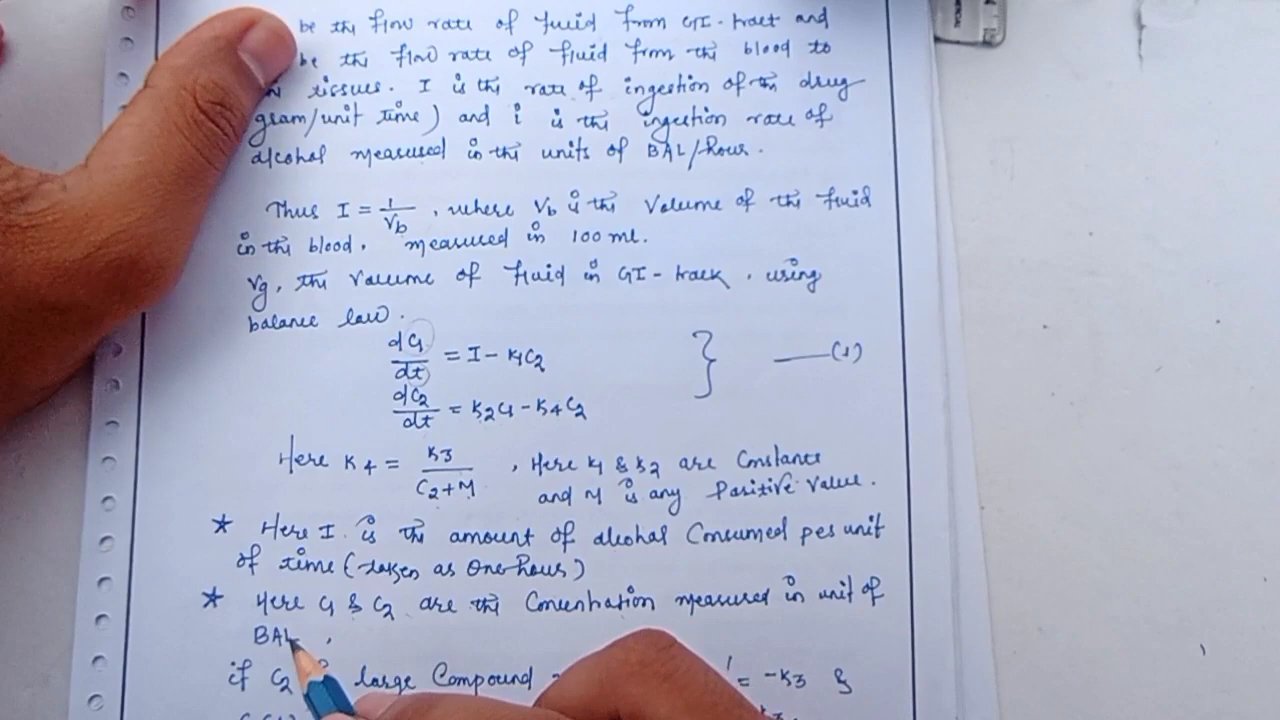 be the flow rate of fluid from GI-tract and
be the flow rate of fluid from the blood to
tissues. I is the rate of ingestion of the drug
gram/unit time) and i is the ingestion rate of
alcohal measured in the units of BAL/hour.
Thus I = 1/Vb , where Vb is the Volume of the fluid
in the blood, measured in 100 ml.
Vg, the Valume of fluid in GI-track, using
balance law.
dC1/dt = I - K1C2
——(1)
dC2/dt = K2C1 - K4C2
Here K4 = K3/(C2+M) , Here K1 & K2 are Constants
and M is any Pasitive Value.
* Here I is the amount of alcohal Consumed per unit
of time (taken as One-hour)
* Here C1 & C2 are the Concentration measured in unit of
BAL,
if C2 large Compound = -K3 &